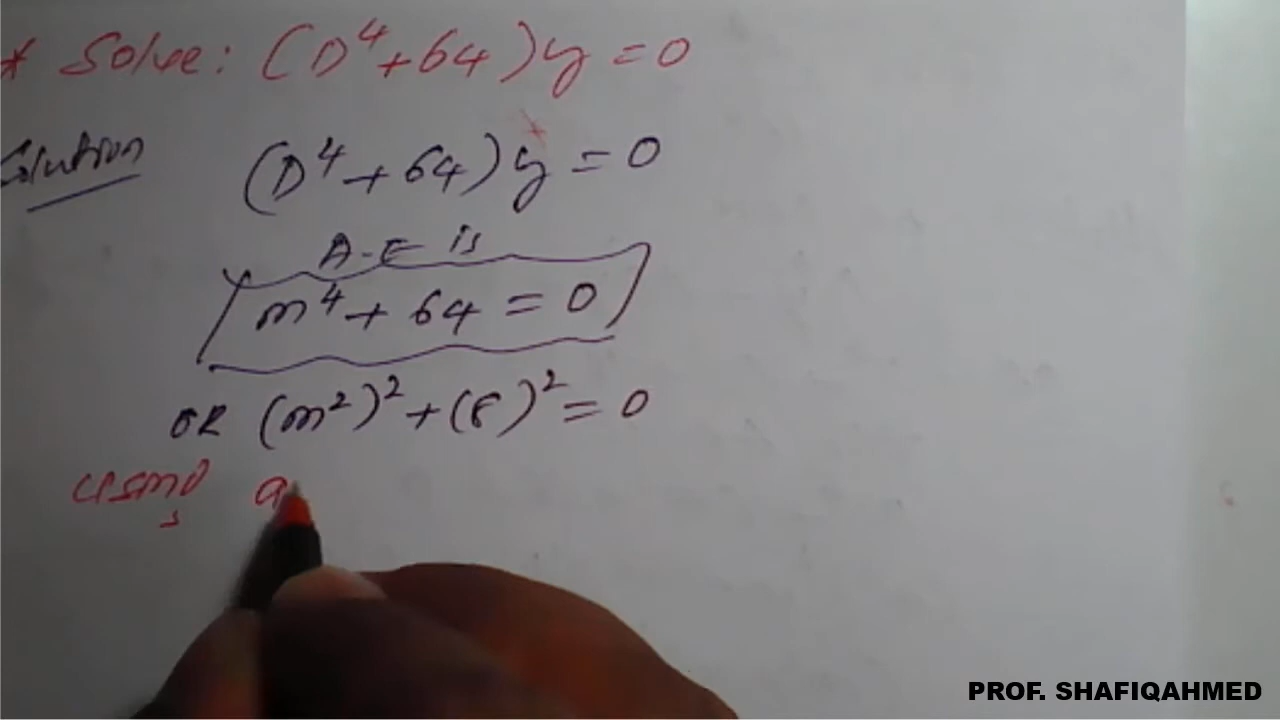 * Solve: (D⁴+64)y=0
Solution
(D⁴+64)y=0
A-E is
m⁴+64=0
OR (m²)²+(8)²=0
Using a
PROF. SHAFIQAHMED